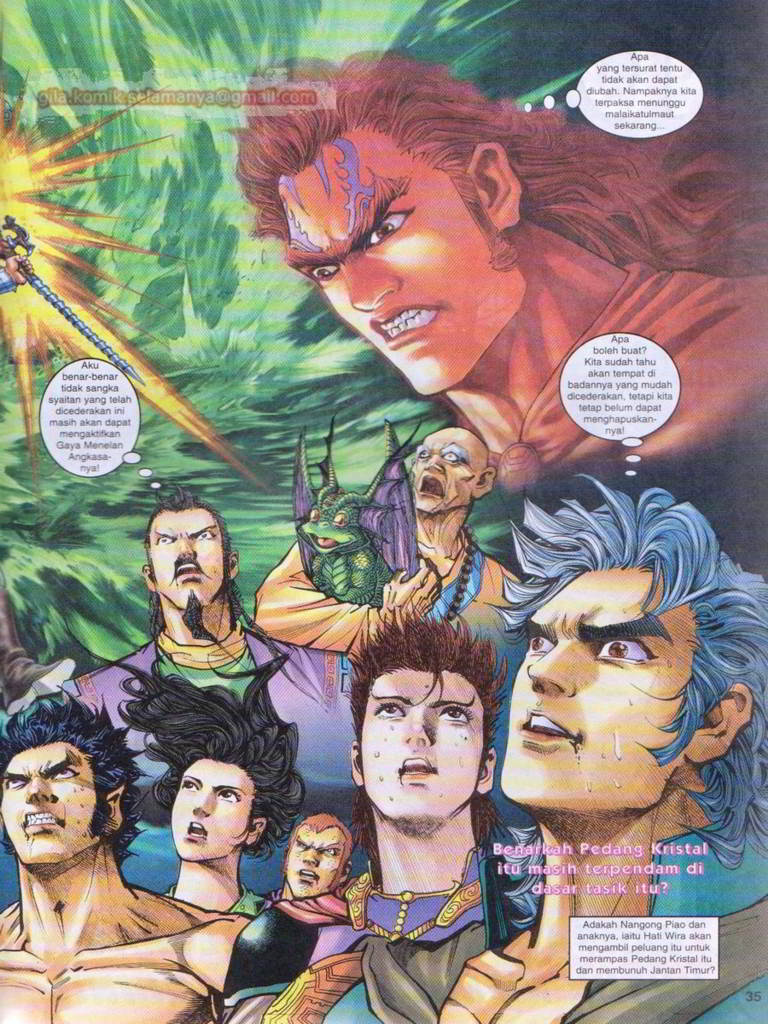 gila.komik.selamanya@gmail.com
Apa
yang tersurat tentu
tidak akan dapat
diubah. Nampaknya kita
terpaksa menunggu
malaikatulmaut
sekarang...
Aku
benar-benar
tidak sangka
syaitan yang telah
dicederakan ini
masih dapat
mengaktifkan
Gaya Menelan
Angkasa-
nya!
Apa
boleh buat?
Kita sudah tahu
akan tempat di
badannya yang mudah
dicederakan, tetapi kita
tetap belum dapat
menghapuskan-
nya!
Benarkah Pedang Kristal
itu masih terpendam di
dasar tasik itu?
Adakah Nangong Piao dan
anaknya, iaitu Hati Wira akan
mengambil peluang itu untuk
merampas Pedang Kristal itu
dan membunuh Jantan Timur?
35